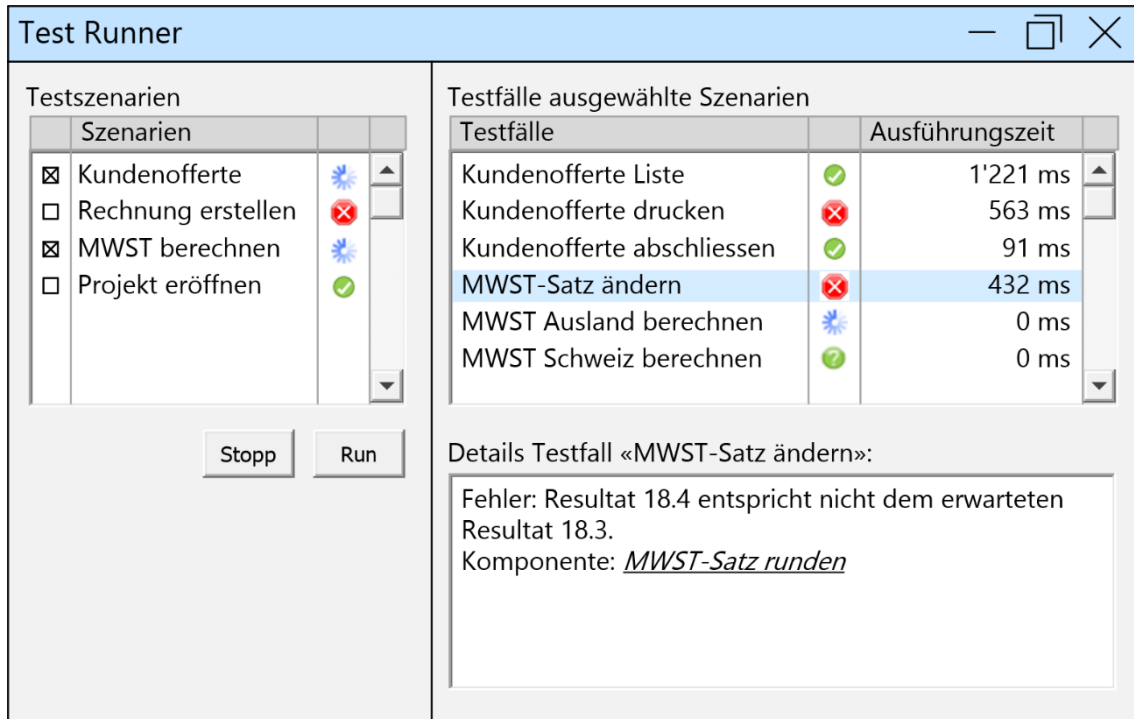 Test Runner
Testszenarien
Szenarien
Kundenofferte
Rechnung erstellen
MWST berechnen
Projekt eröffnen
Stopp Run
Testfälle ausgewählte Szenarien
Testfälle Ausführungszeit
Kundenofferte Liste 1'221 ms
Kundenofferte drucken 563 ms
Kundenofferte abschliessen 91 ms
MWST-Satz ändern 432 ms
MWST Ausland berechnen 0 ms
MWST Schweiz berechnen 0 ms
Details Testfall «MWST-Satz ändern»:
Fehler: Resultat 18.4 entspricht nicht dem erwarteten
Resultat 18.3.
Komponente: MWST-Satz runden